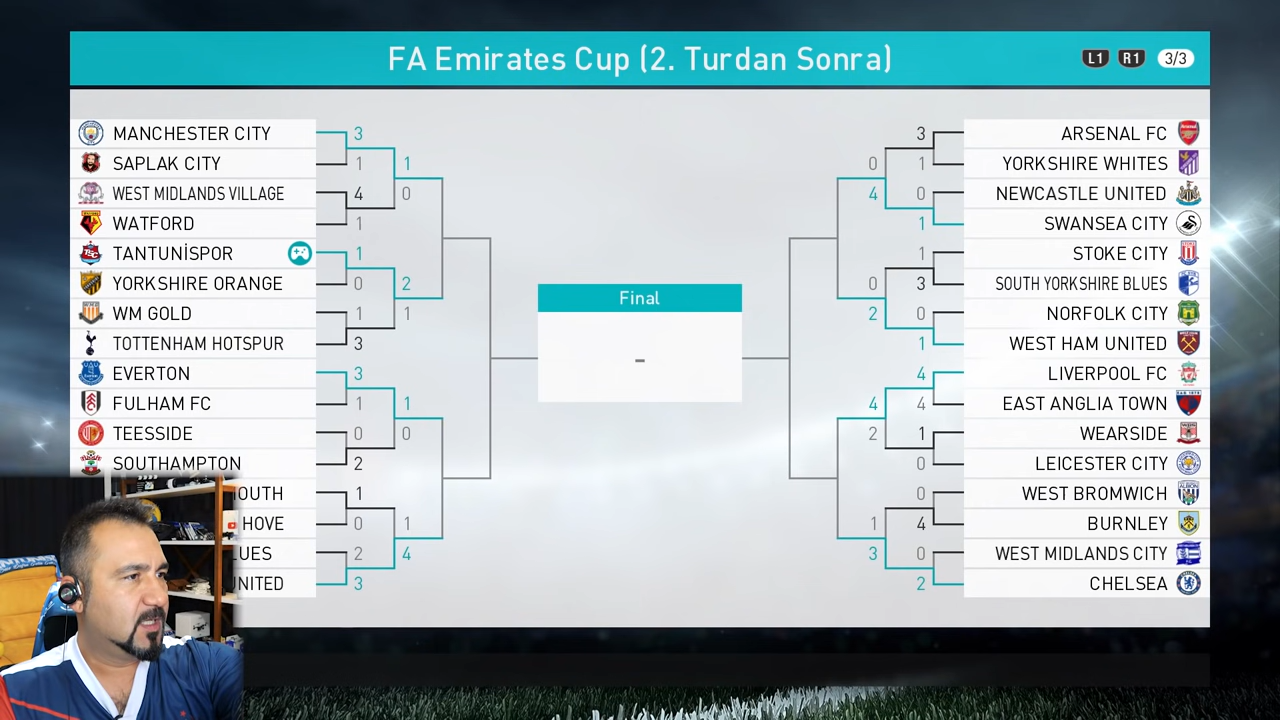 FA Emirates Cup (2. Turdan Sonra)
L1 R1 3/3
MANCHESTER CITY 3
SAPLAK CITY 1 1
WEST MIDLANDS VILLAGE 4 0
WATFORD 1
TANTUNİSPOR 1
YORKSHIRE ORANGE 0 2
WM GOLD 1 1
TOTTENHAM HOTSPUR 3
EVERTON 3
FULHAM FC 1 1
TEESSIDE 0 0
SOUTHAMPTON 2
OUTH 1
HOVE 0 1
UES 2 4
UNITED 3
Final
-
3 ARSENAL FC
0 1 YORKSHIRE WHITES
4 0 NEWCASTLE UNITED
1 SWANSEA CITY
1 STOKE CITY
0 3 SOUTH YORKSHIRE BLUES
2 0 NORFOLK CITY
1 WEST HAM UNITED
4 LIVERPOOL FC
4 4 EAST ANGLIA TOWN
2 1 WEARSIDE
0 LEICESTER CITY
0 WEST BROMWICH
1 4 BURNLEY
3 0 WEST MIDLANDS CITY
2 CHELSEA